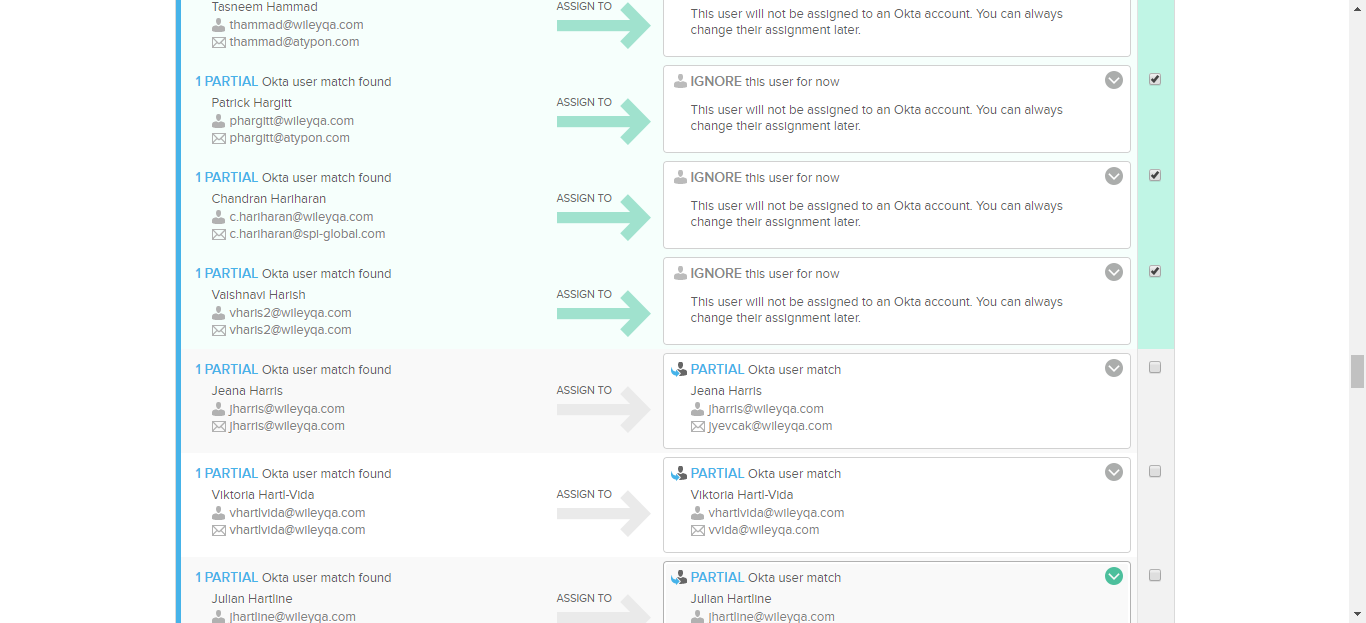 Tasneem Hammad
thammad@wileyqa.com
thammad@atypon.com
ASSIGN TO
This user will not be assigned to an Okta account. You can always
change their assignment later.
1 PARTIAL Okta user match found
Patrick Hargitt
phargitt@wileyqa.com
phargitt@atypon.com
ASSIGN TO
IGNORE this user for now
This user will not be assigned to an Okta account. You can always
change their assignment later.
1 PARTIAL Okta user match found
Chandran Hariharan
c.hariharan@wileyqa.com
c.hariharan@spi-global.com
ASSIGN TO
IGNORE this user for now
This user will not be assigned to an Okta account. You can always
change their assignment later.
1 PARTIAL Okta user match found
Vaishnavi Harish
vharis2@wileyqa.com
vharis2@wileyqa.com
ASSIGN TO
IGNORE this user for now
This user will not be assigned to an Okta account. You can always
change their assignment later.
1 PARTIAL Okta user match found
Jeana Harris
jharris@wileyqa.com
jharris@wileyqa.com
ASSIGN TO
PARTIAL Okta user match
Jeana Harris
jharris@wileyqa.com
jyevcak@wileyqa.com
1 PARTIAL Okta user match found
Viktoria Hartl-Vida
vhartlvida@wileyqa.com
vhartlvida@wileyqa.com
ASSIGN TO
PARTIAL Okta user match
Viktoria Hartl-Vida
vhartlvida@wileyqa.com
vvida@wileyqa.com
1 PARTIAL Okta user match found
Julian Hartline
jhartline@wileyqa.com
ASSIGN TO
PARTIAL Okta user match
Julian Hartline
jhartline@wileyqa.com